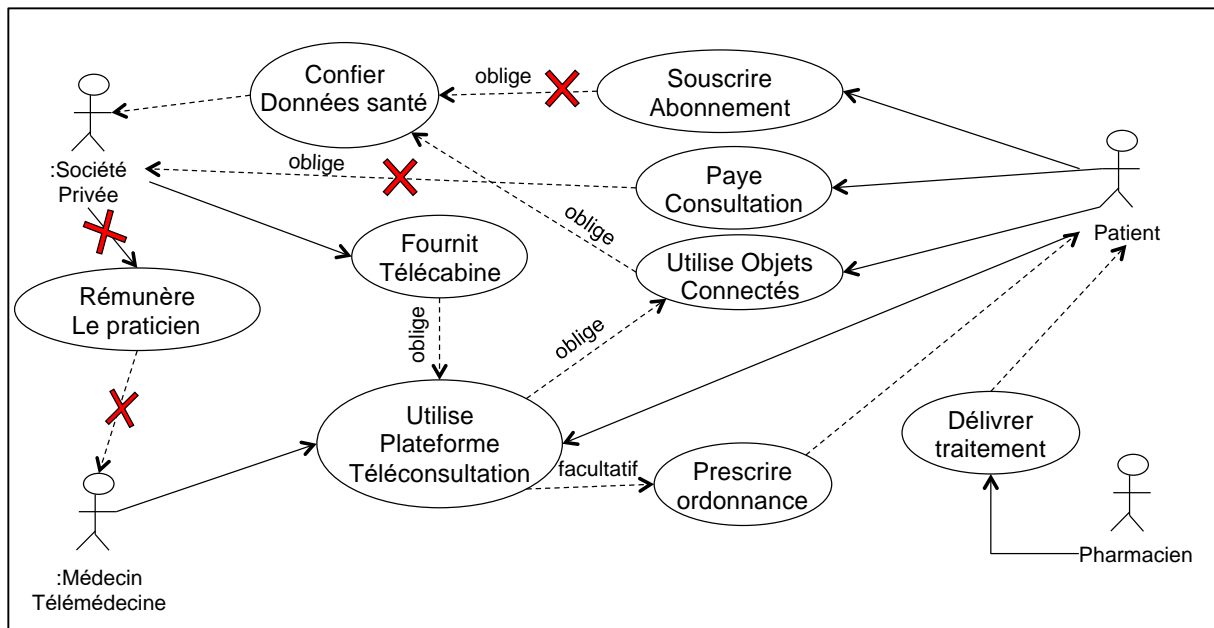 Confier
Données santé
oblige
Souscrire
Abonnement
:Société
Privée
oblige
Paye
Consultation
Patient
Fournit
Télécabine
oblige
Utilise Objets
Connectés
Rémunère
Le praticien
oblige
oblige
Utilise
Plateforme
Téléconsultation
facultatif
Prescrire
ordonnance
Délivrer
traitement
Pharmacien
:Médecin
Télémédecine